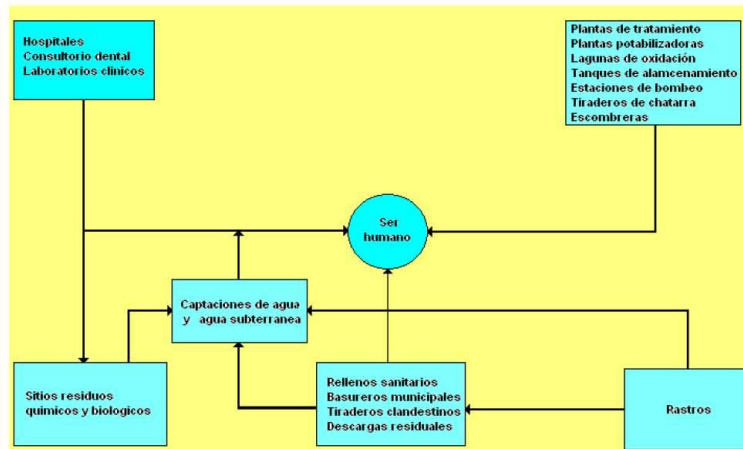 Hospitales
Consultorio dental
Laboratorios clínicos
Plantas de tratamiento
Plantas potabilizadoras
Lagunas de oxidación
Tanques de alamcenamiento
Estaciones de bombeo
Tiraderos de chatarra
Escombreras
Ser
humano
Captaciones de agua
y agua subterranea
Sitios residuos
quimicos y biologicos
Rellenos sanitarios
Basureros municipales
Tiraderos clandestinos
Descargas residuales
Rastros